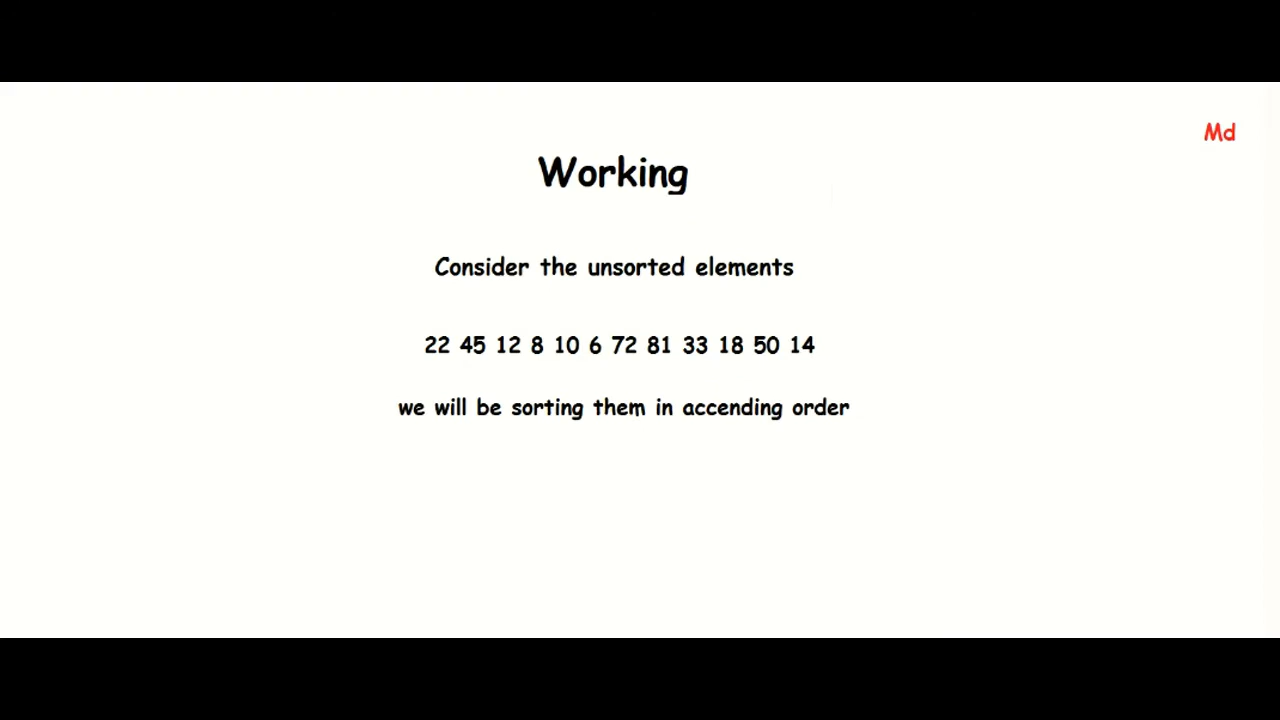 Md
Working
Consider the unsorted elements
22 45 12 8 10 6 72 81 33 18 50 14
we will be sorting them in accending order